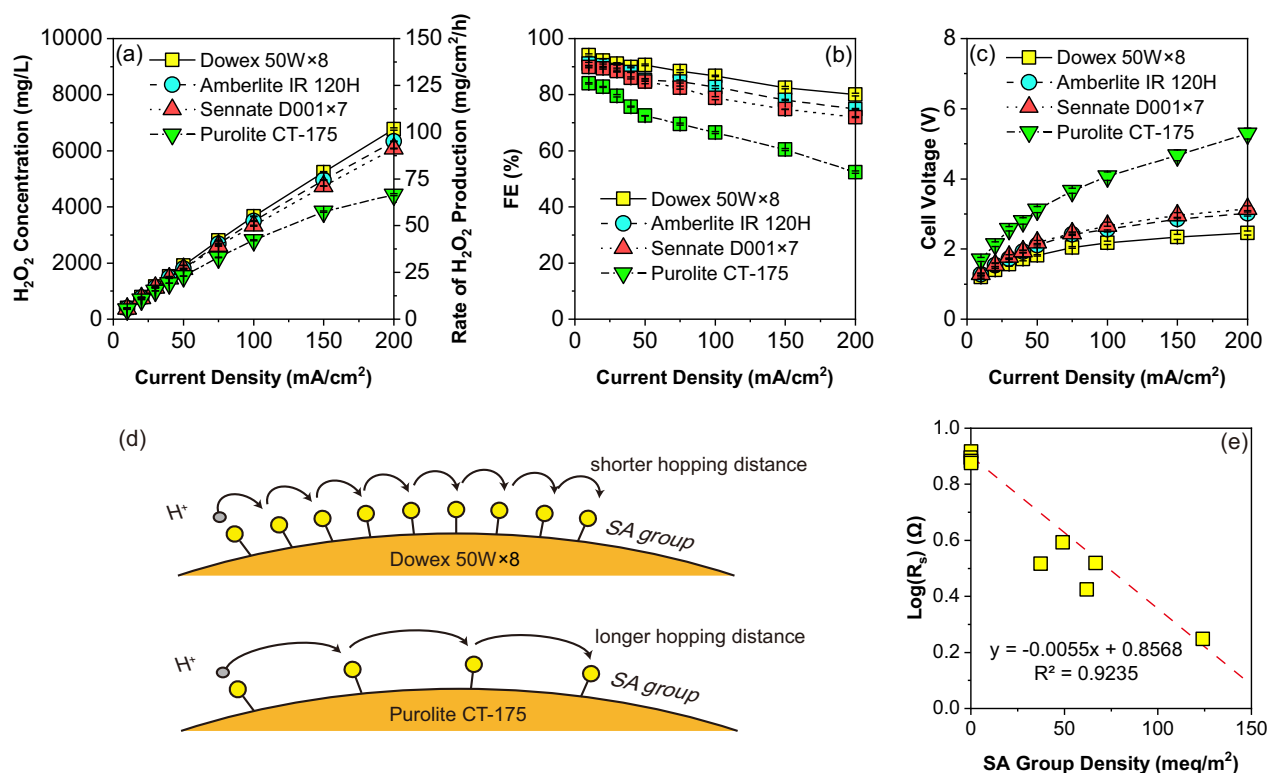 (a)
H₂O₂ Concentration (mg/L)
10000
8000
6000
4000
2000
0
Dowex 50W×8
Amberlite IR 120H
Sennate D001×7
Purolite CT-175
150
125
100
75
50
25
0
Rate of H₂O₂ Production (mg/cm²/h)
0 50 100 150 200
Current Density (mA/cm²)
(b)
FE (%)
100
80
60
40
20
0
Dowex 50W×8
Amberlite IR 120H
Sennate D001×7
Purolite CT-175
0 50 100 150 200
Current Density (mA/cm²)
(c)
Cell Voltage (V)
8
6
4
2
0
Dowex 50W×8
Amberlite IR 120H
Sennate D001×7
Purolite CT-175
0 50 100 150 200
Current Density (mA/cm²)
(d)
shorter hopping distance
H⁺
SA group
Dowex 50W×8
longer hopping distance
H⁺
SA group
Purolite CT-175
(e)
Log(Rₛ) (Ω)
1.0
0.8
0.6
0.4
0.2
0.0
y = -0.0055x + 0.8568
R² = 0.9235
0 50 100 150
SA Group Density (meq/m²)